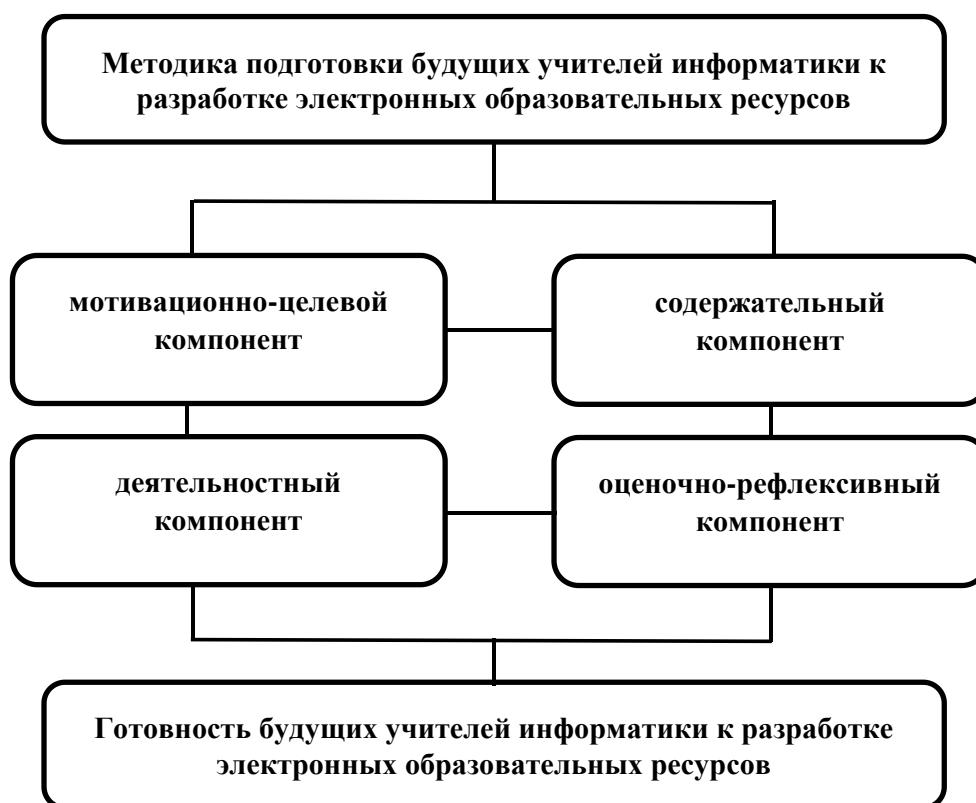 Методика подготовки будущих учителей информатики к
разработке электронных образовательных ресурсов
мотивационно-целевой
компонент
содержательный
компонент
деятельностный
компонент
оценочно-рефлексивный
компонент
Готовность будущих учителей информатики к разработке
электронных образовательных ресурсов